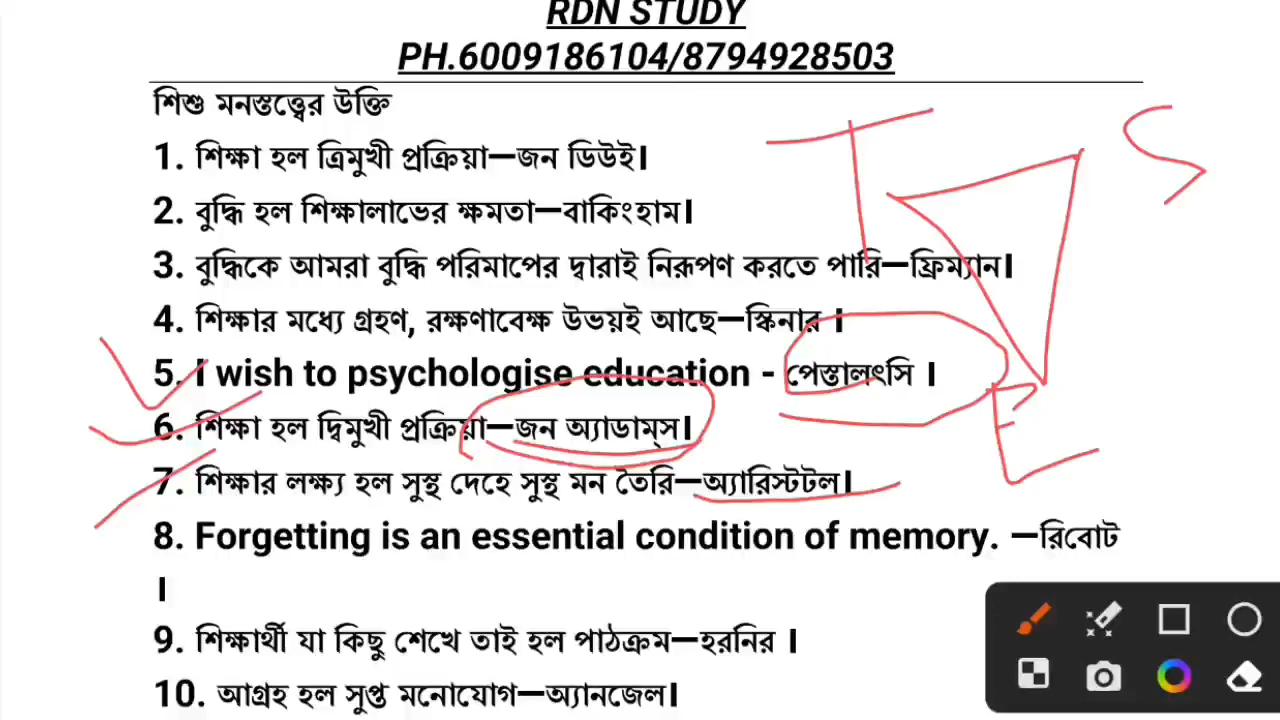 RDN STUDY
PH.6009186104/8794928503
শিশু মনস্তত্ত্বের উক্তি
1. শিক্ষা হল ত্রিমুখী প্রক্রিয়া—জন ডিউই।
2. বুদ্ধি হল শিক্ষালাভের ক্ষমতা—বাকিংহাম।
3. বুদ্ধিকে আমরা বুদ্ধি পরিমাপের দ্বারাই নিরূপণ করতে পারি—ফ্রিম্যান।
4. শিক্ষার মধ্যে গ্রহণ, রক্ষণাবেক্ষ উভয়ই আছে—স্কিনার ।
5. I wish to psychologise education - পেস্তালৎসি ।
6. শিক্ষা হল দ্বিমুখী প্রক্রিয়া—জন অ্যাডাম্স।
7. শিক্ষার লক্ষ্য হল সুস্থ দেহে সুস্থ মন তৈরি—অ্যারিস্টটল।
8. Forgetting is an essential condition of memory. —রিবোট
।
9. শিক্ষার্থী যা কিছু শেখে তাই হল পাঠক্রম—হরনির ।
10. আগ্রহ হল সুপ্ত মনোযোগ—অ্যানজেল।
T
S
E